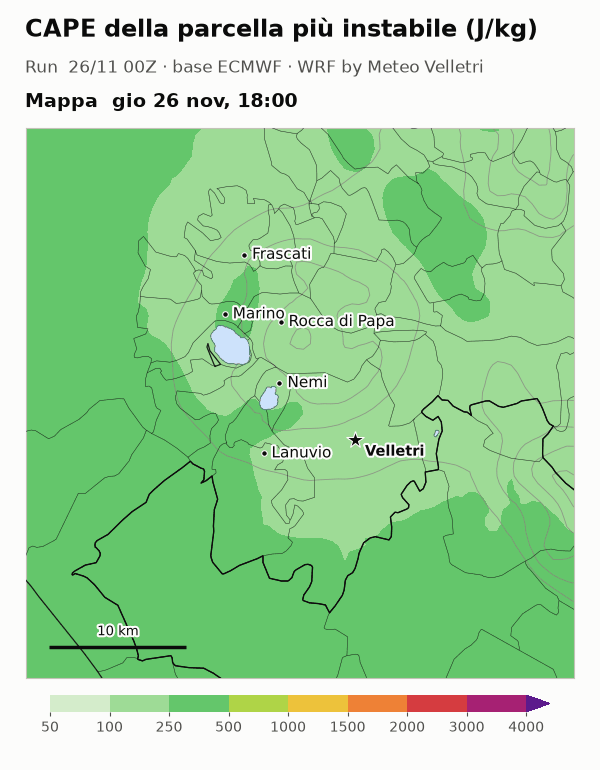 CAPE della parcella più instabile (J/kg)
Run  26/11 00Z · base ECMWF · WRF by Meteo Velletri
Mappa  gio 26 nov, 18:00
Frascati
Marino
Rocca di Papa
Nemi
Velletri
Lanuvio
10 km
50 100 250 500 1000 1500 2000 3000 4000